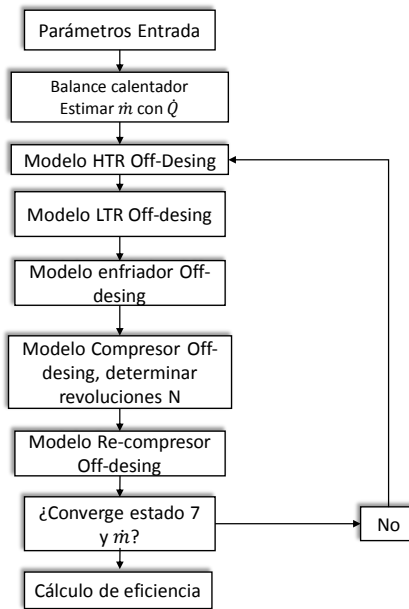 Parámetros Entrada
Balance calentador
Estimar ṁ con Q̇
Modelo HTR Off-Desing
Modelo LTR Off-desing
Modelo enfriador Off-
desing
Modelo Compresor Off-
desing, determinar
revoluciones N
Modelo Re-compresor
Off-desing
¿Converge estado 7
y ṁ?
No
Cálculo de eficiencia